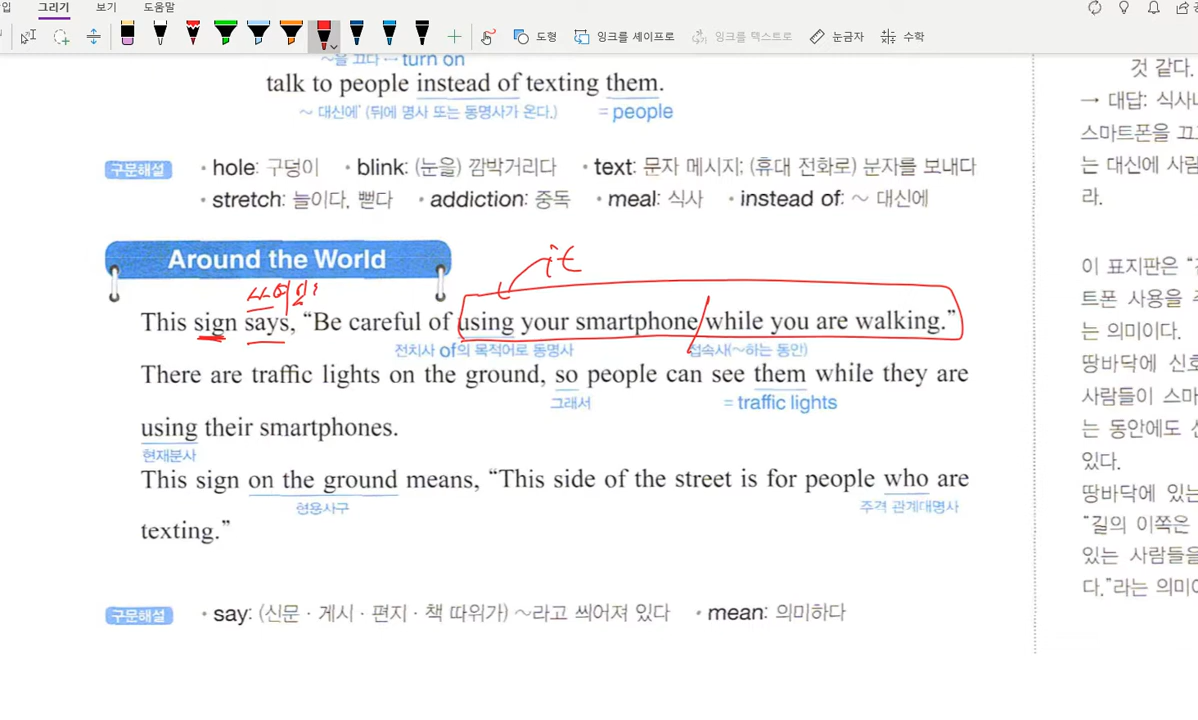 그리기 보기 도움말
도형 잉크를 셰이프로 잉크를 텍스트로 눈금자 수학
~을 끄다 ↔ turn on
talk to people instead of texting them.
~ 대신에' (뒤에 명사 또는 동명사가 온다.) = people
구문해설 • hole: 구덩이 • blink: (눈을) 깜박거리다 • text: 문자 메시지; (휴대 전화로) 문자를 보내다
• stretch: 늘이다, 뻗다 • addiction: 중독 • meal: 식사 • instead of: ~ 대신에
Around the World
it
This sign says, “Be careful of using your smartphone while you are walking.”
전치사 of의 목적어로 동명사 접속새(~하는 동안)
There are traffic lights on the ground, so people can see them while they are
그래서 = traffic lights
using their smartphones.
현재분사
This sign on the ground means, “This side of the street is for people who are
형용사구 주격 관계대명사
texting.”
구문해설 • say: (신문 · 게시 · 편지 · 책 따위가) ~라고 씌어져 있다 • mean: 의미하다
것 같다.
→ 대답: 식사
스마트폰을 끄
는 대신에 사람
라.
이 표지판은 “
트폰 사용을
는 의미이다.
땅바닥에 신호
사람들이 스마
는 동안에도
있다.
땅바닥에 있는
“길의 이쪽은
있는 사람들을
다.”라는 의미